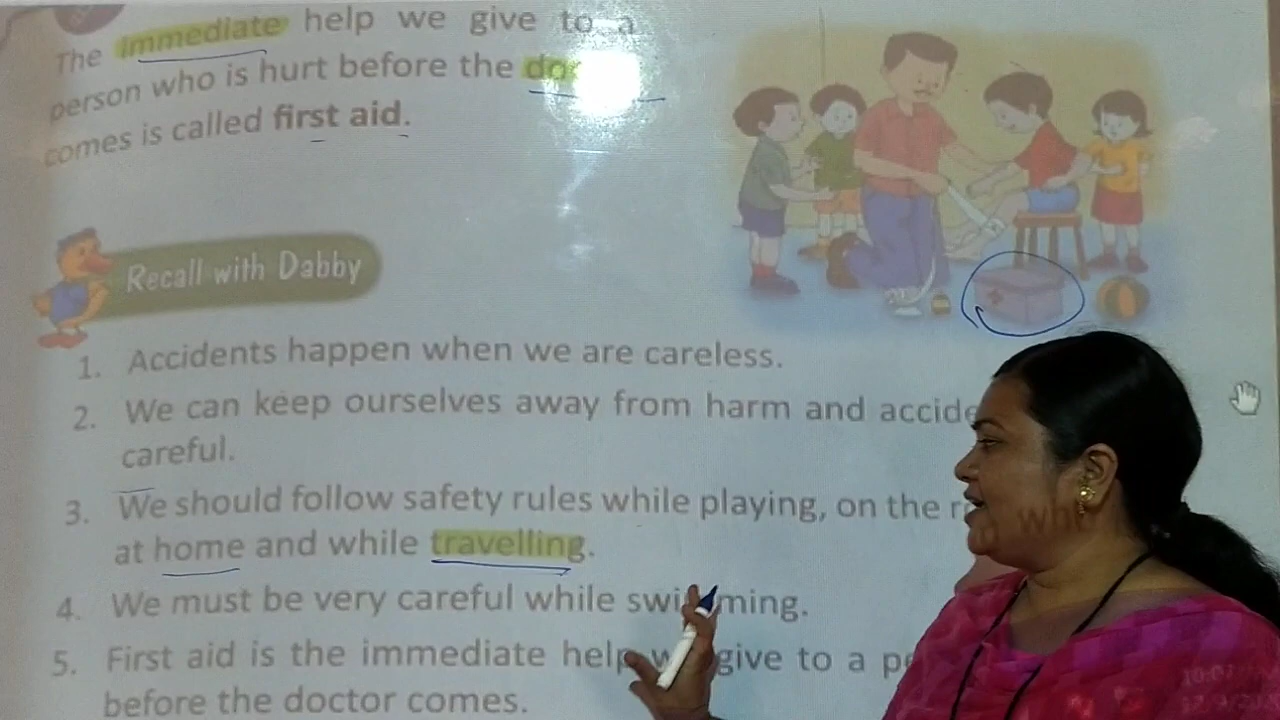 The immediate help we give to a
person who is hurt before the
comes is called first aid.
Recall with Dabby
1. Accidents happen when we are careless.
2. We can keep ourselves away from harm and
careful.
3. We should follow safety rules while playing, on the
at home and while travelling.
4. We must be very careful while swimming.
5. First aid is the immediate help we give to a
before the doctor comes.